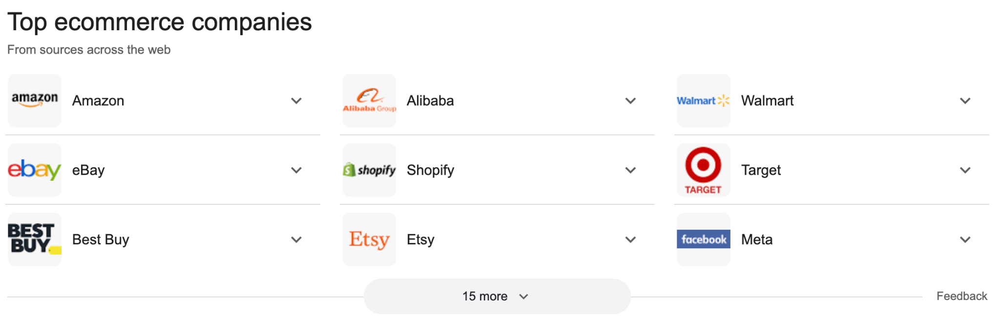 Top ecommerce companies
From sources across the web
amazon Amazon
Alibaba Group Alibaba
Walmart Walmart
ebay eBay
shopify Shopify
TARGET Target
BEST BUY Best Buy
Etsy Etsy
facebook Meta
15 more
Feedback